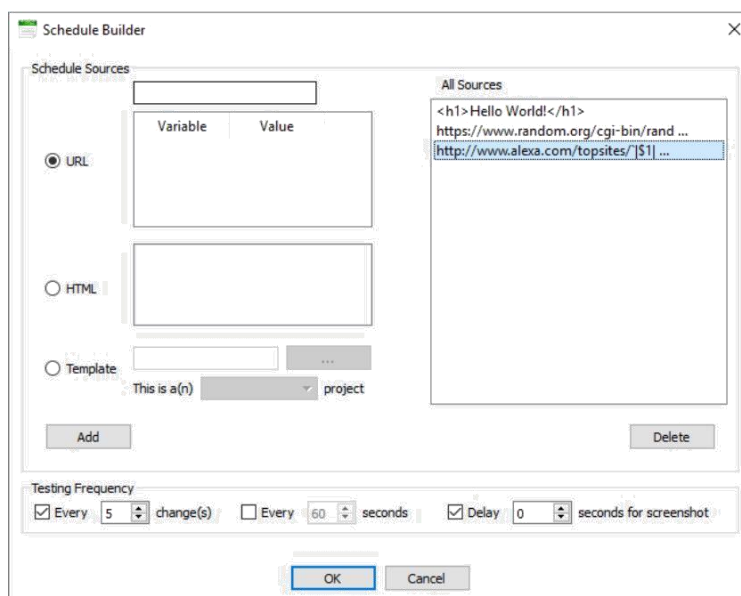 Schedule Builder
Schedule Sources
All Sources
Variable Value
URL
HTML
Template
...
This is a(n) project
Add
<h1>Hello World!</h1>
https://www.random.org/cgi-bin/rand ...
http://www.alexa.com/topsites/`|$1| ...
Delete
Testing Frequency
Every 5 change(s) Every 60 seconds Delay 0 seconds for screenshot
OK Cancel